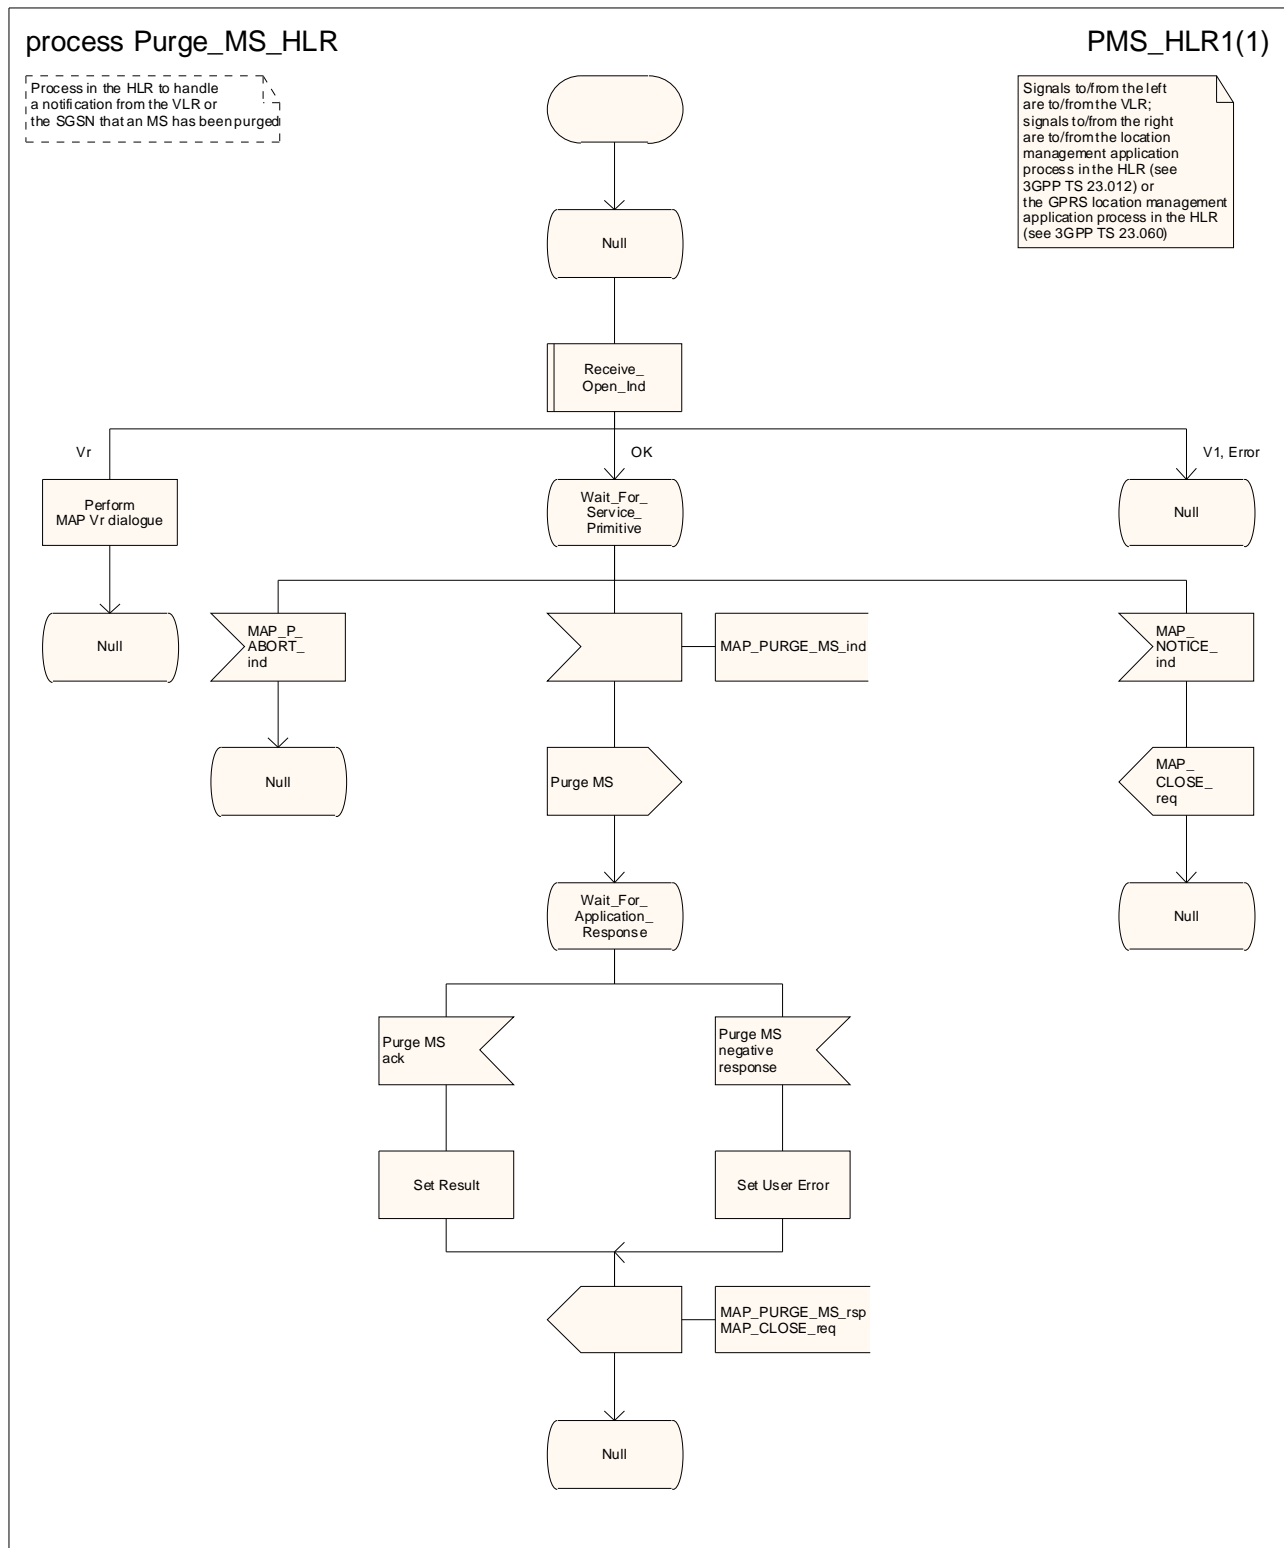 process Purge_MS_HLR
PMS_HLR1(1)
Process in the HLR to handle
a notification from the VLR or
the SGSN that an MS has been purged
Signals to/from the left
are to/from the VLR;
signals to/from the right
are to/from the location
management application
process in the HLR (see
3GPP TS 23.012) or
the GPRS location management
application process in the HLR
(see 3GPP TS 23.060)
Null
Receive_
Open_Ind
Vr
OK
V1, Error
Perform
MAP Vr dialogue
Wait_For_
Service_
Primitive
Null
Null
MAP_P_
ABORT_
ind
MAP_PURGE_MS_ind
MAP_
NOTICE_
ind
Null
Purge MS
MAP_
CLOSE_
req
Wait_For_
Application_
Response
Null
Purge MS
ack
Purge MS
negative
response
Set Result
Set User Error
MAP_PURGE_MS_rsp
MAP_CLOSE_req
Null